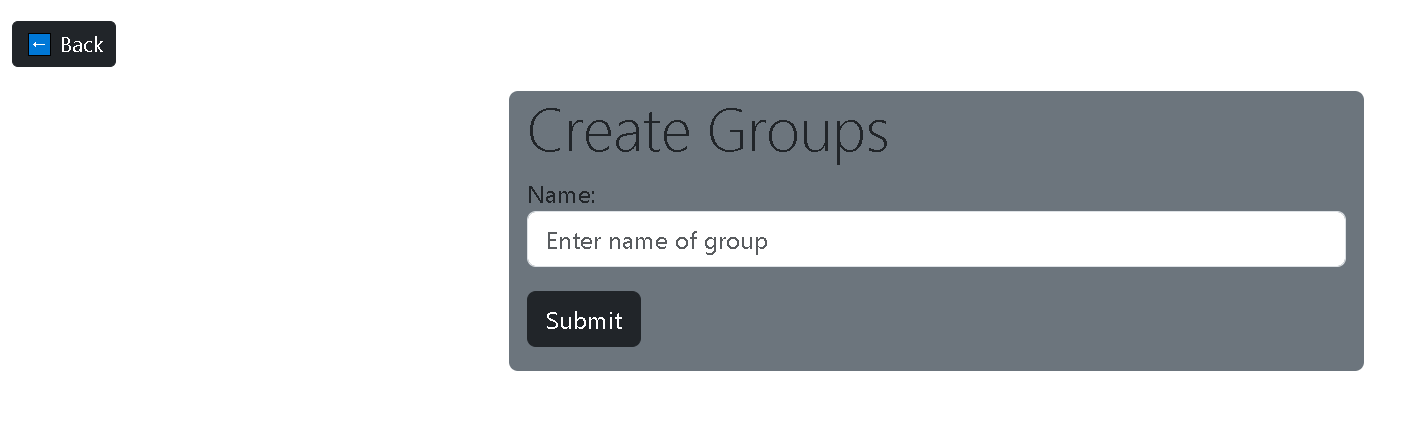 ← Back
Create Groups
Name:
Enter name of group
Submit